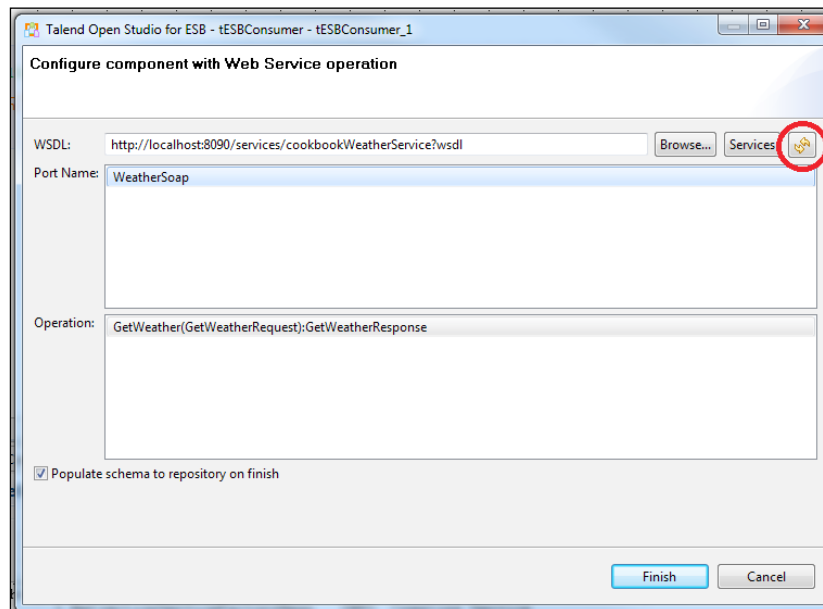 Talend Open Studio for ESB - tESBConsumer - tESBConsumer_1
Configure component with Web Service operation
WSDL: http://localhost:8090/services/cookbookWeatherService?wsdl Browse... Services
Port Name: WeatherSoap
Operation: GetWeather(GetWeatherRequest):GetWeatherResponse
Populate schema to repository on finish
Finish Cancel